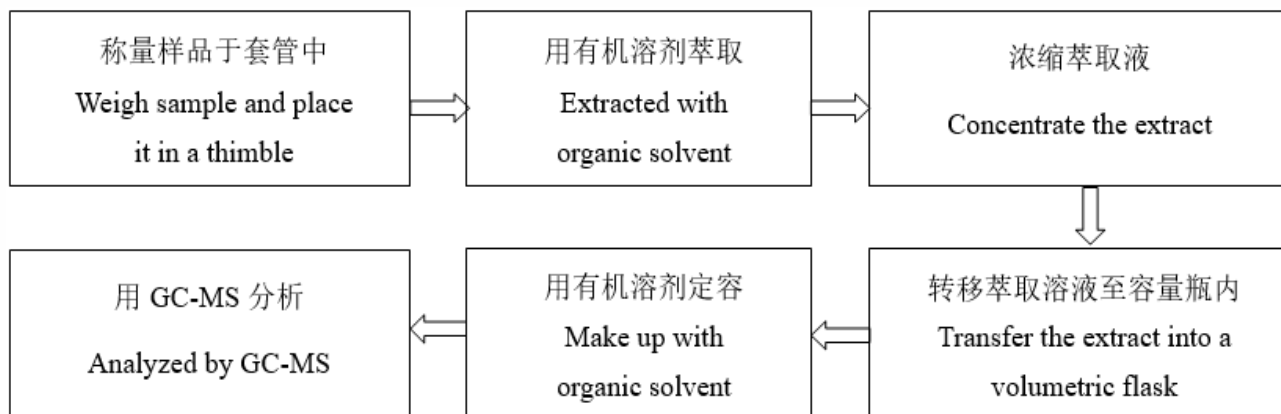 称量样品于套管中
Weigh sample and place
it in a thimble
用有机溶剂萃取
Extracted with
organic solvent
浓缩萃取液
Concentrate the extract
转移萃取溶液至容量瓶内
Transfer the extract into a
volumetric flask
用有机溶剂定容
Make up with
organic solvent
用 GC-MS 分析
Analyzed by GC-MS